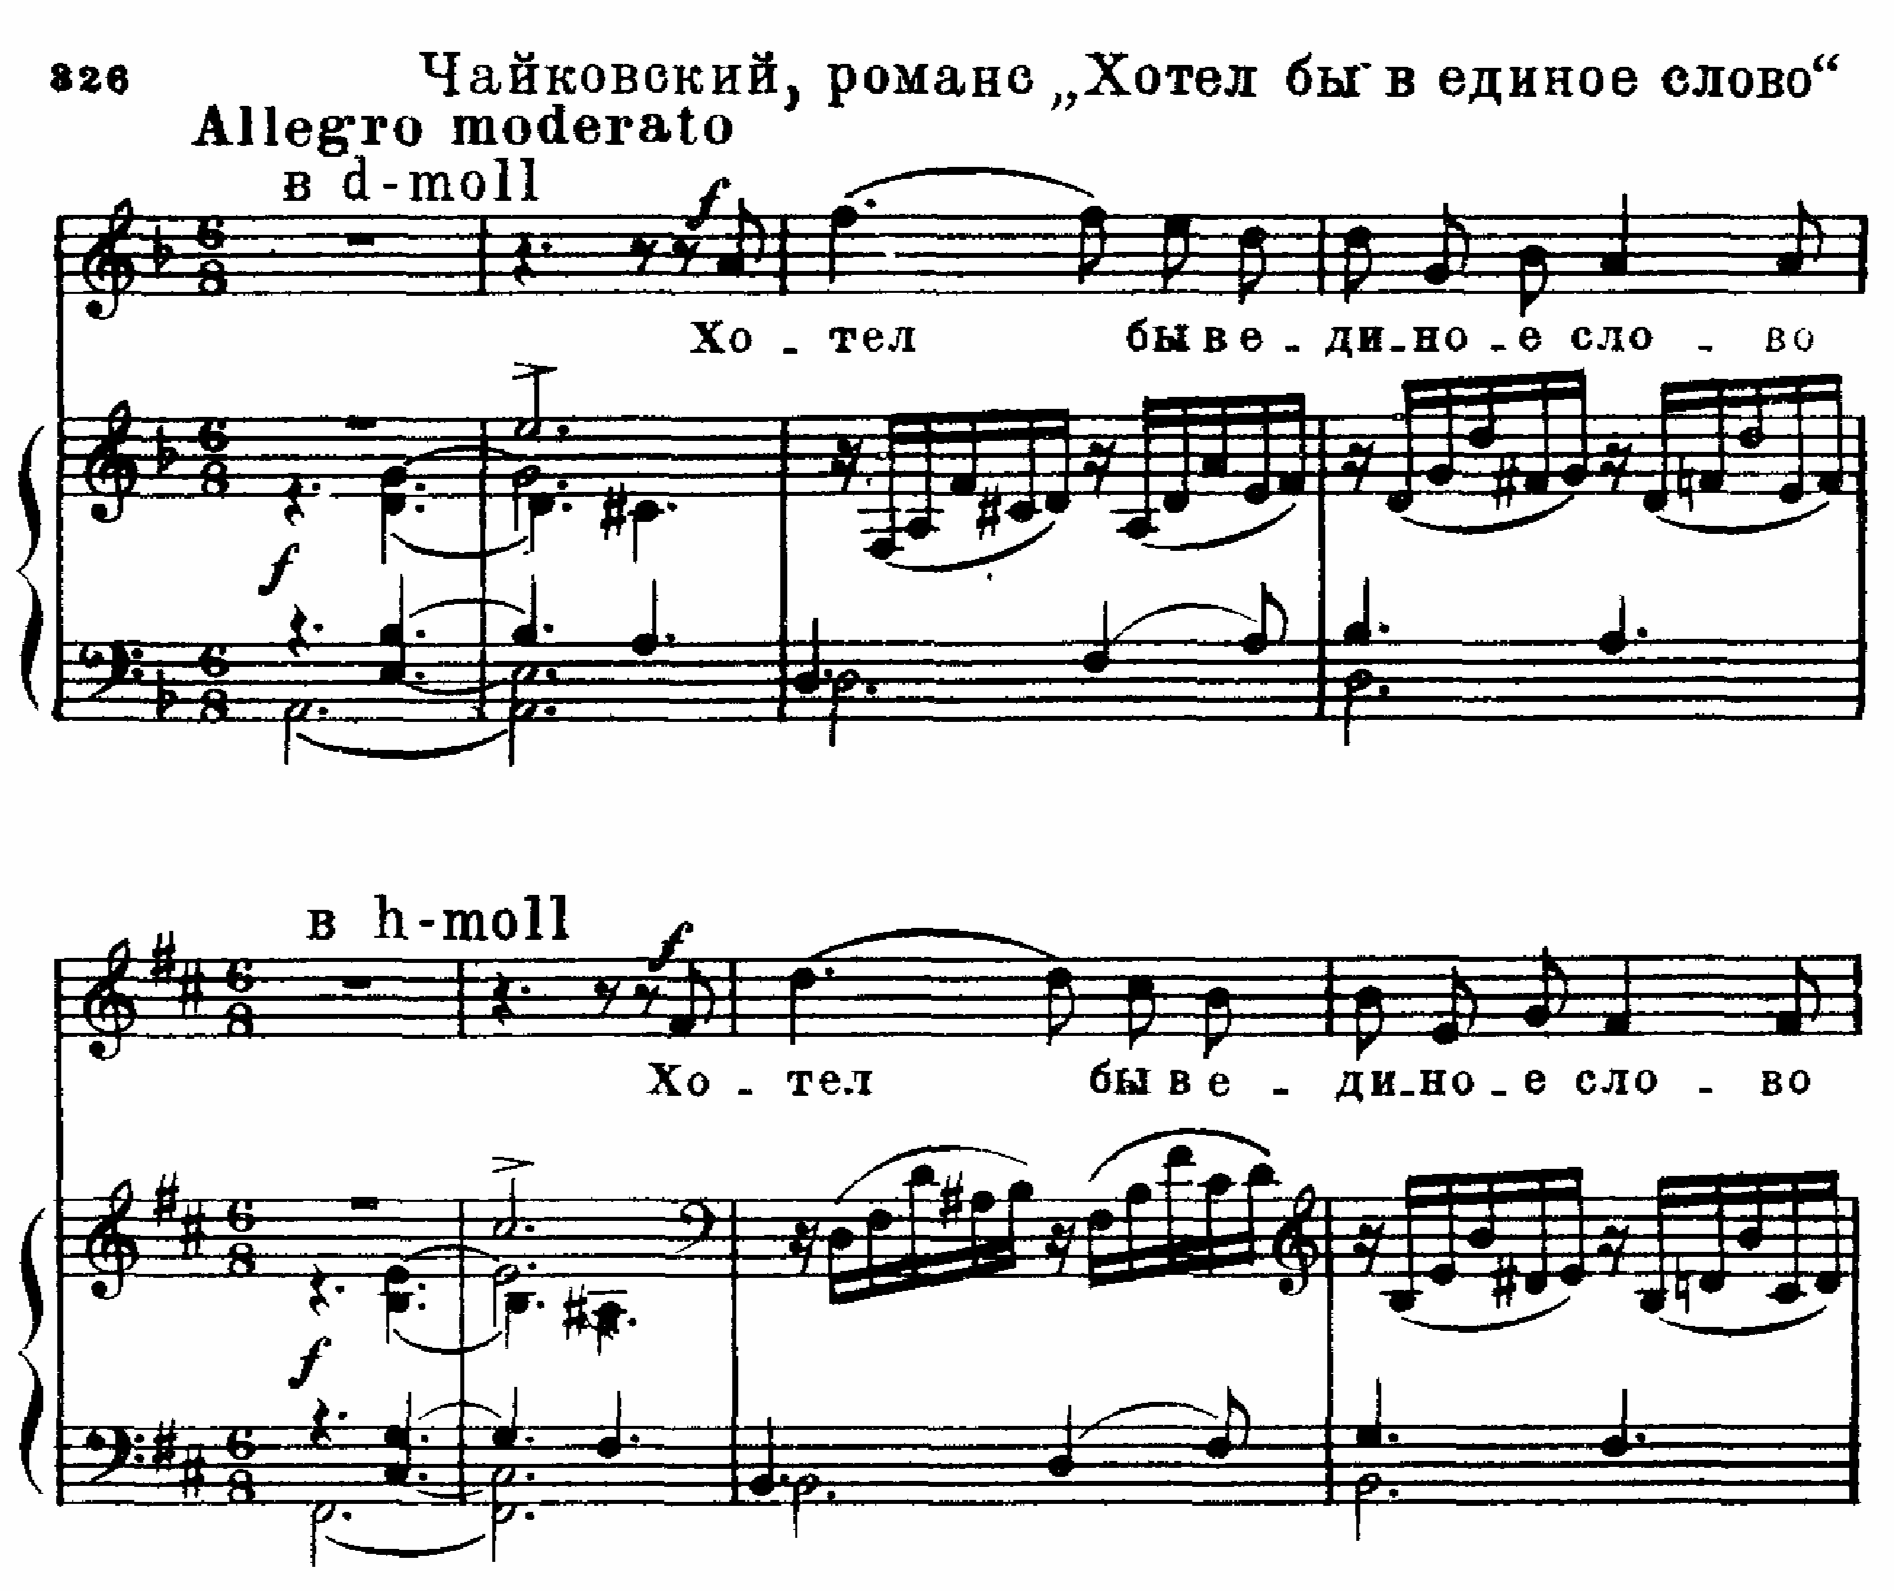 326 Чайковский, романс „Хотел бы в единое слово“
Allegro moderato
в d-moll
f
Хо - тел бы в е - ди - но - е сло - во
f
в h-moll
f
Хо - тел бы в е - ди - но - е сло - во
f